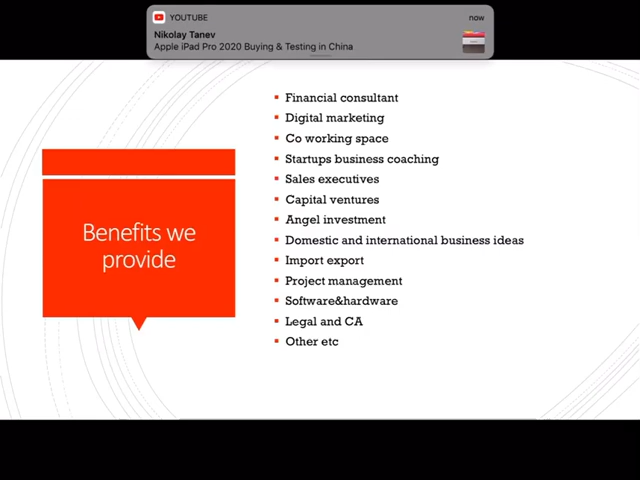 YOUTUBE
now
Nikolay Tanev
Apple iPad Pro 2020 Buying & Testing in China
Benefits we
provide
Financial consultant
Digital marketing
Co working space
Startups business coaching
Sales executives
Capital ventures
Angel investment
Domestic and international business ideas
Import export
Project management
Software&hardware
Legal and CA
Other etc